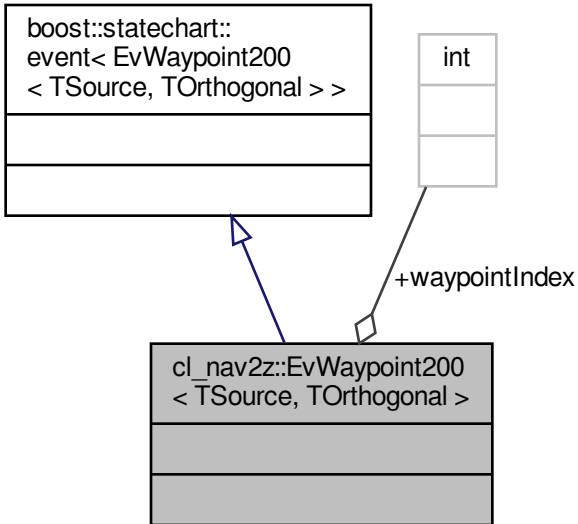 boost::statechart::
event< EvWaypoint200
< TSource, TOrthogonal > >
int
+waypointIndex
cl_nav2z::EvWaypoint200
< TSource, TOrthogonal >